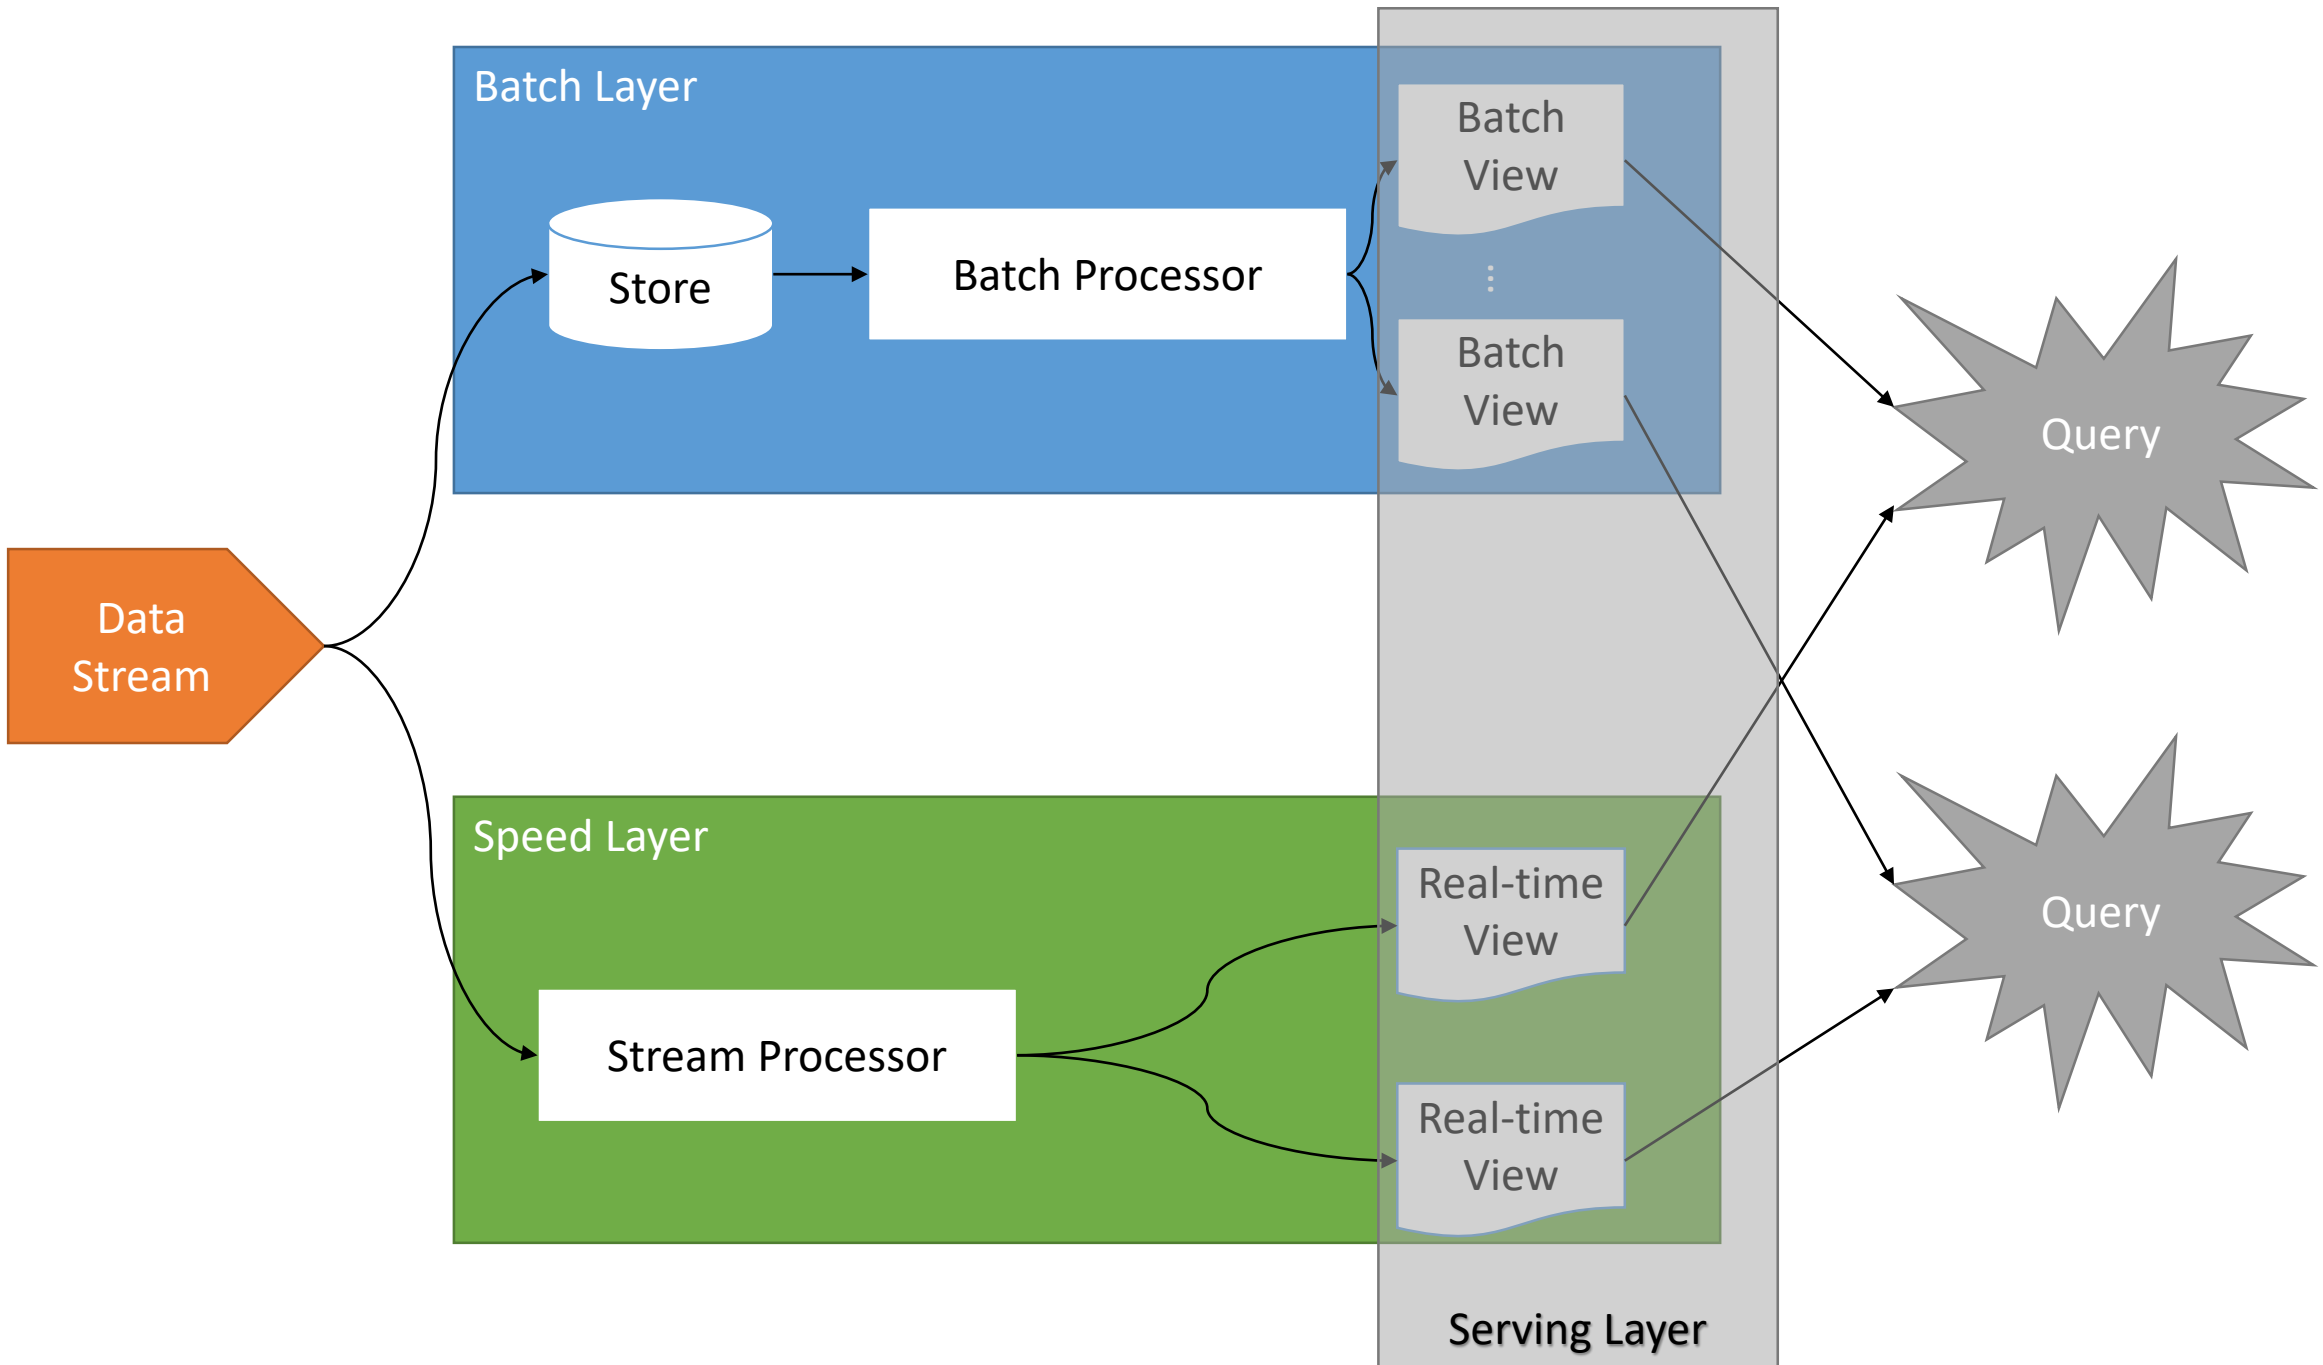 Batch Layer
Batch
View
Store
Batch Processor
⋮
Batch
View
Query
Data
Stream
Speed Layer
Real-time
View
Query
Stream Processor
Real-time
View
Serving Layer